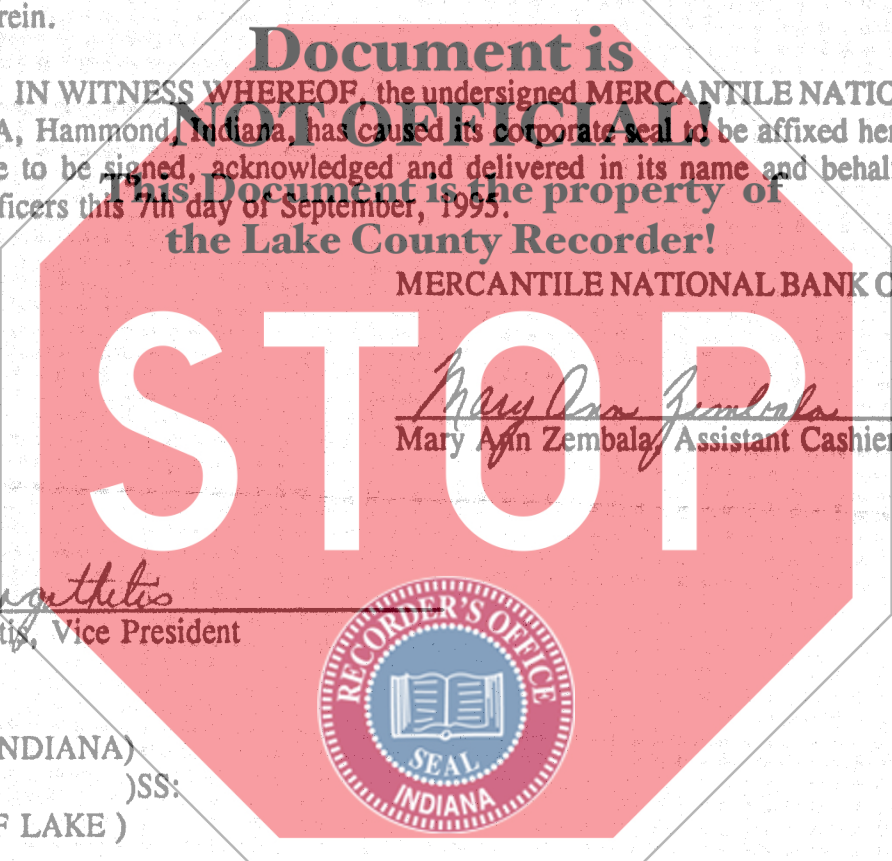 rein.
Document is
IN WITNESS WHEREOF, the undersigned MERCANTILE NATIO
NOT OFFICIAL!
A, Hammond, Indiana, has caused its corporate seal to be affixed her
e to be signed, acknowledged and delivered in its name and behal
This Document is the property of
ficers this 7th day of September, 1995.
the Lake County Recorder!
MERCANTILE NATIONAL BANK O
STOP
Mary Ann Zembala
Mary Ann Zembala, Assistant Cashier
tis, Vice President
RECORDER'S OFFICE
SEAL
INDIANA
NDIANA)
)SS:
F LAKE )